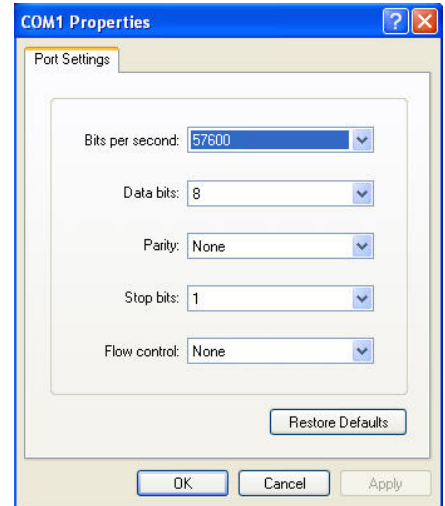 COM1 Properties
Port Settings
Bits per second: 57600
Data bits: 8
Parity: None
Stop bits: 1
Flow control: None
Restore Defaults
OK Cancel Apply